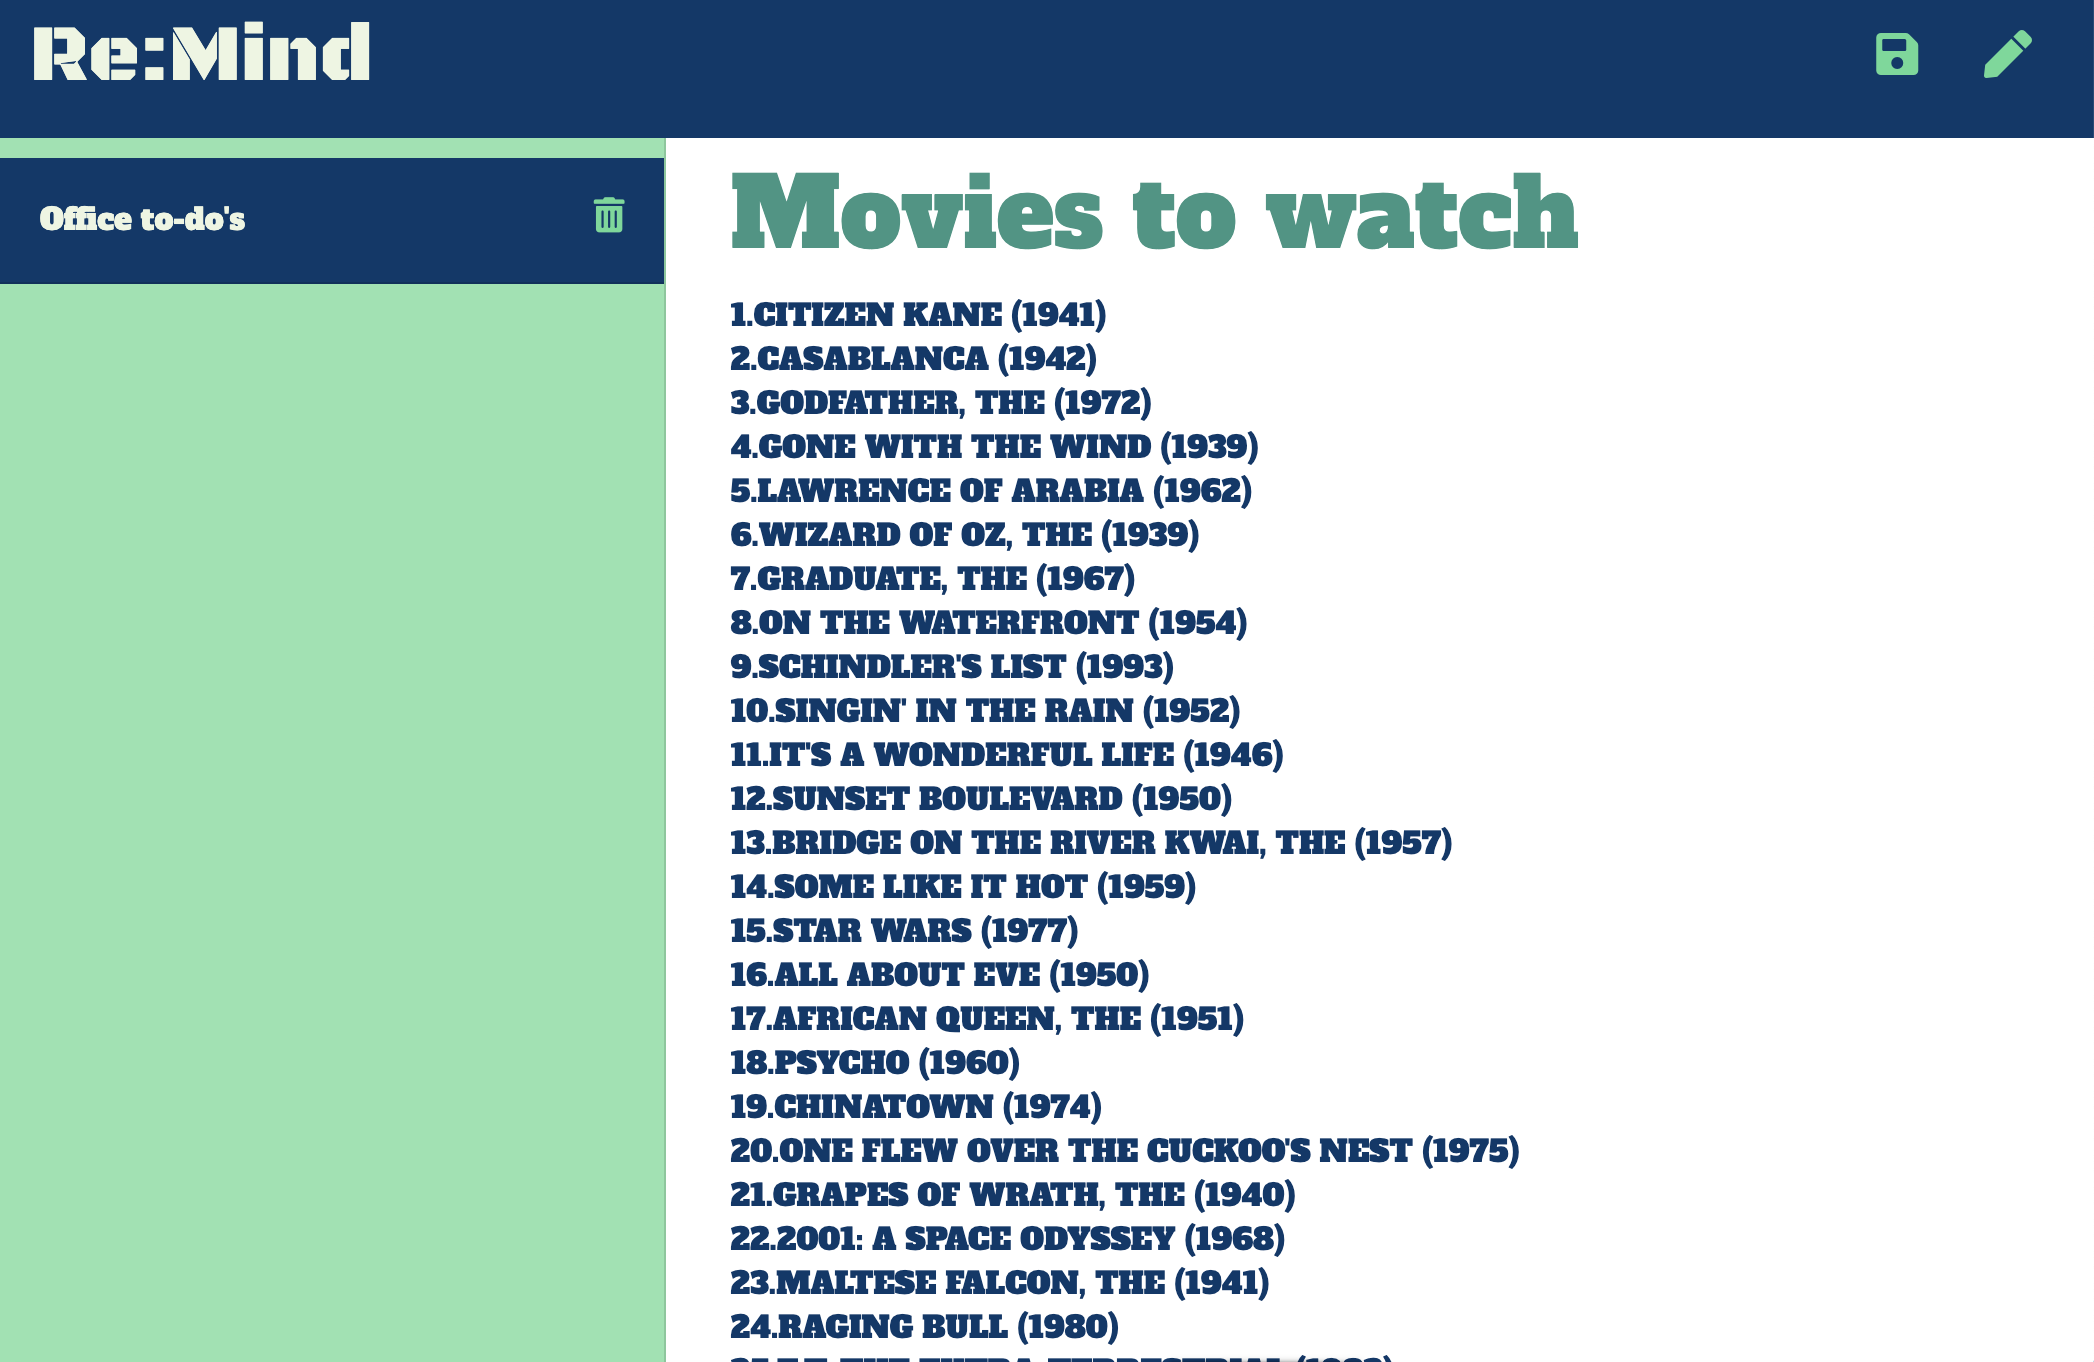 Re:Mind
Office to-do's
Movies to watch
1.CITIZEN KANE (1941)
2.CASABLANCA (1942)
3.GODFATHER, THE (1972)
4.GONE WITH THE WIND (1939)
5.LAWRENCE OF ARABIA (1962)
6.WIZARD OF OZ, THE (1939)
7.GRADUATE, THE (1967)
8.ON THE WATERFRONT (1954)
9.SCHINDLER'S LIST (1993)
10.SINGIN' IN THE RAIN (1952)
11.IT'S A WONDERFUL LIFE (1946)
12.SUNSET BOULEVARD (1950)
13.BRIDGE ON THE RIVER KWAI, THE (1957)
14.SOME LIKE IT HOT (1959)
15.STAR WARS (1977)
16.ALL ABOUT EVE (1950)
17.AFRICAN QUEEN, THE (1951)
18.PSYCHO (1960)
19.CHINATOWN (1974)
20.ONE FLEW OVER THE CUCKOO'S NEST (1975)
21.GRAPES OF WRATH, THE (1940)
22.2001: A SPACE ODYSSEY (1968)
23.MALTESE FALCON, THE (1941)
24.RAGING BULL (1980)